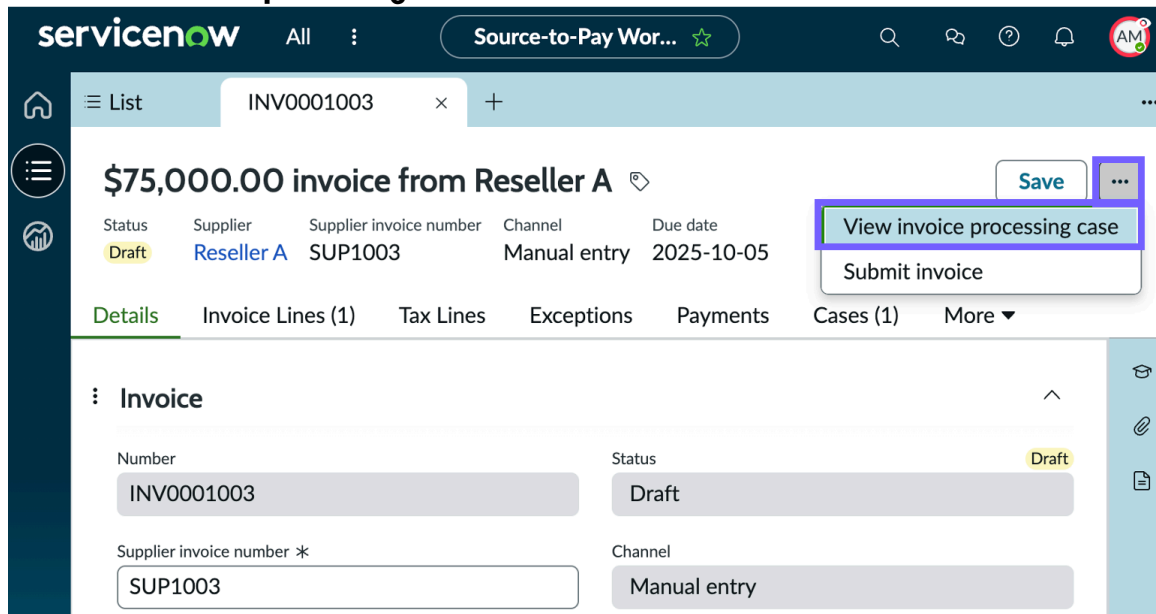 servicenow All Source-to-Pay Wor... AM
List INV0001003
$75,000.00 invoice from Reseller A Save
Status Supplier Supplier invoice number Channel Due date
Draft Reseller A SUP1003 Manual entry 2025-10-05
View invoice processing case
Submit invoice
Details Invoice Lines (1) Tax Lines Exceptions Payments Cases (1) More
Invoice
Number Status Draft
INV0001003 Draft
Supplier invoice number * Channel
SUP1003 Manual entry